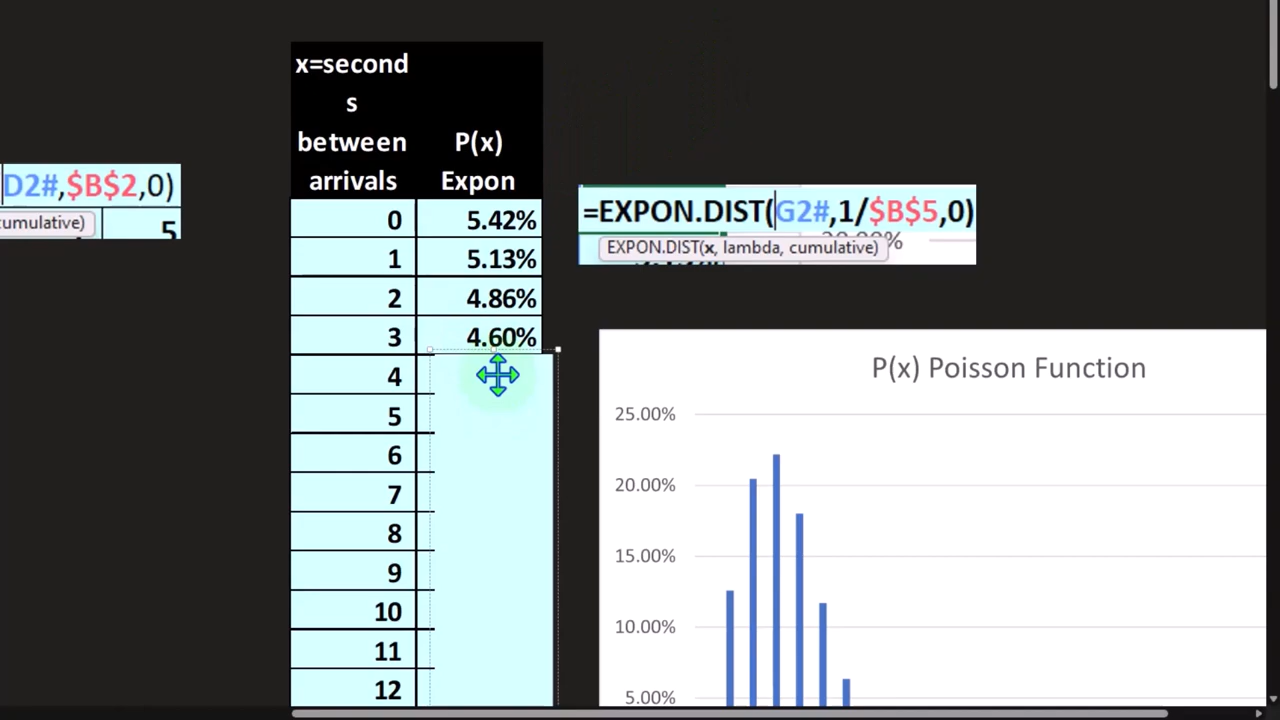 x=second
s
between
arrivals
P(x)
Expon
D2#,$B$2,0)
cumulative)
5
0 5.42%
1 5.13%
2 4.86%
3 4.60%
4
5
6
7
8
9
10
11
12
=EXPON.DIST(G2#,1/$B$5,0)
EXPON.DIST(x, lambda, cumulative)
P(x) Poisson Function
25.00%
20.00%
15.00%
10.00%
5.00%